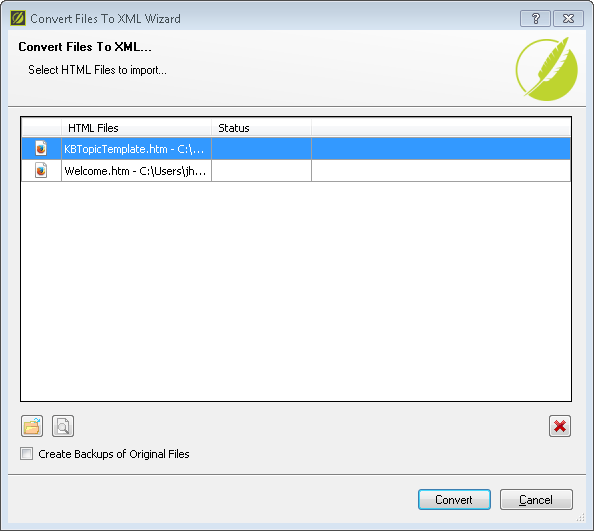 Convert Files To XML Wizard
?
Convert Files To XML...
Select HTML Files to import...
HTML Files Status
KBTopicTemplate.htm - C:\...
Welcome.htm - C:\Users\jh...
Create Backups of Original Files
Convert Cancel